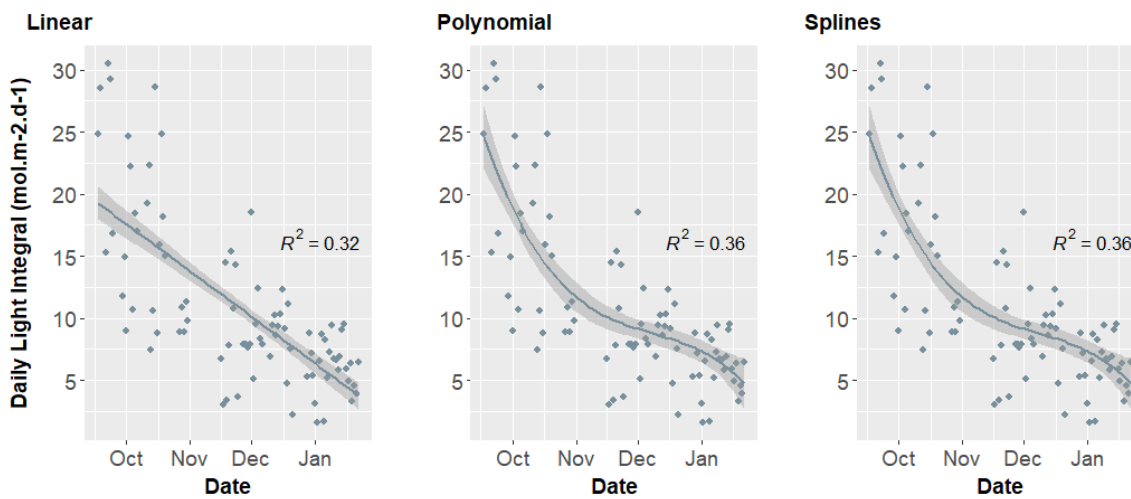 Linear
Polynomial
Splines
Daily Light Integral (mol.m-2.d-1)
30
25
20
15
10
5
R² = 0.32
Oct Nov Dec Jan
Date
30
25
20
15
10
5
R² = 0.36
Oct Nov Dec Jan
Date
30
25
20
15
10
5
R² = 0.36
Oct Nov Dec Jan
Date